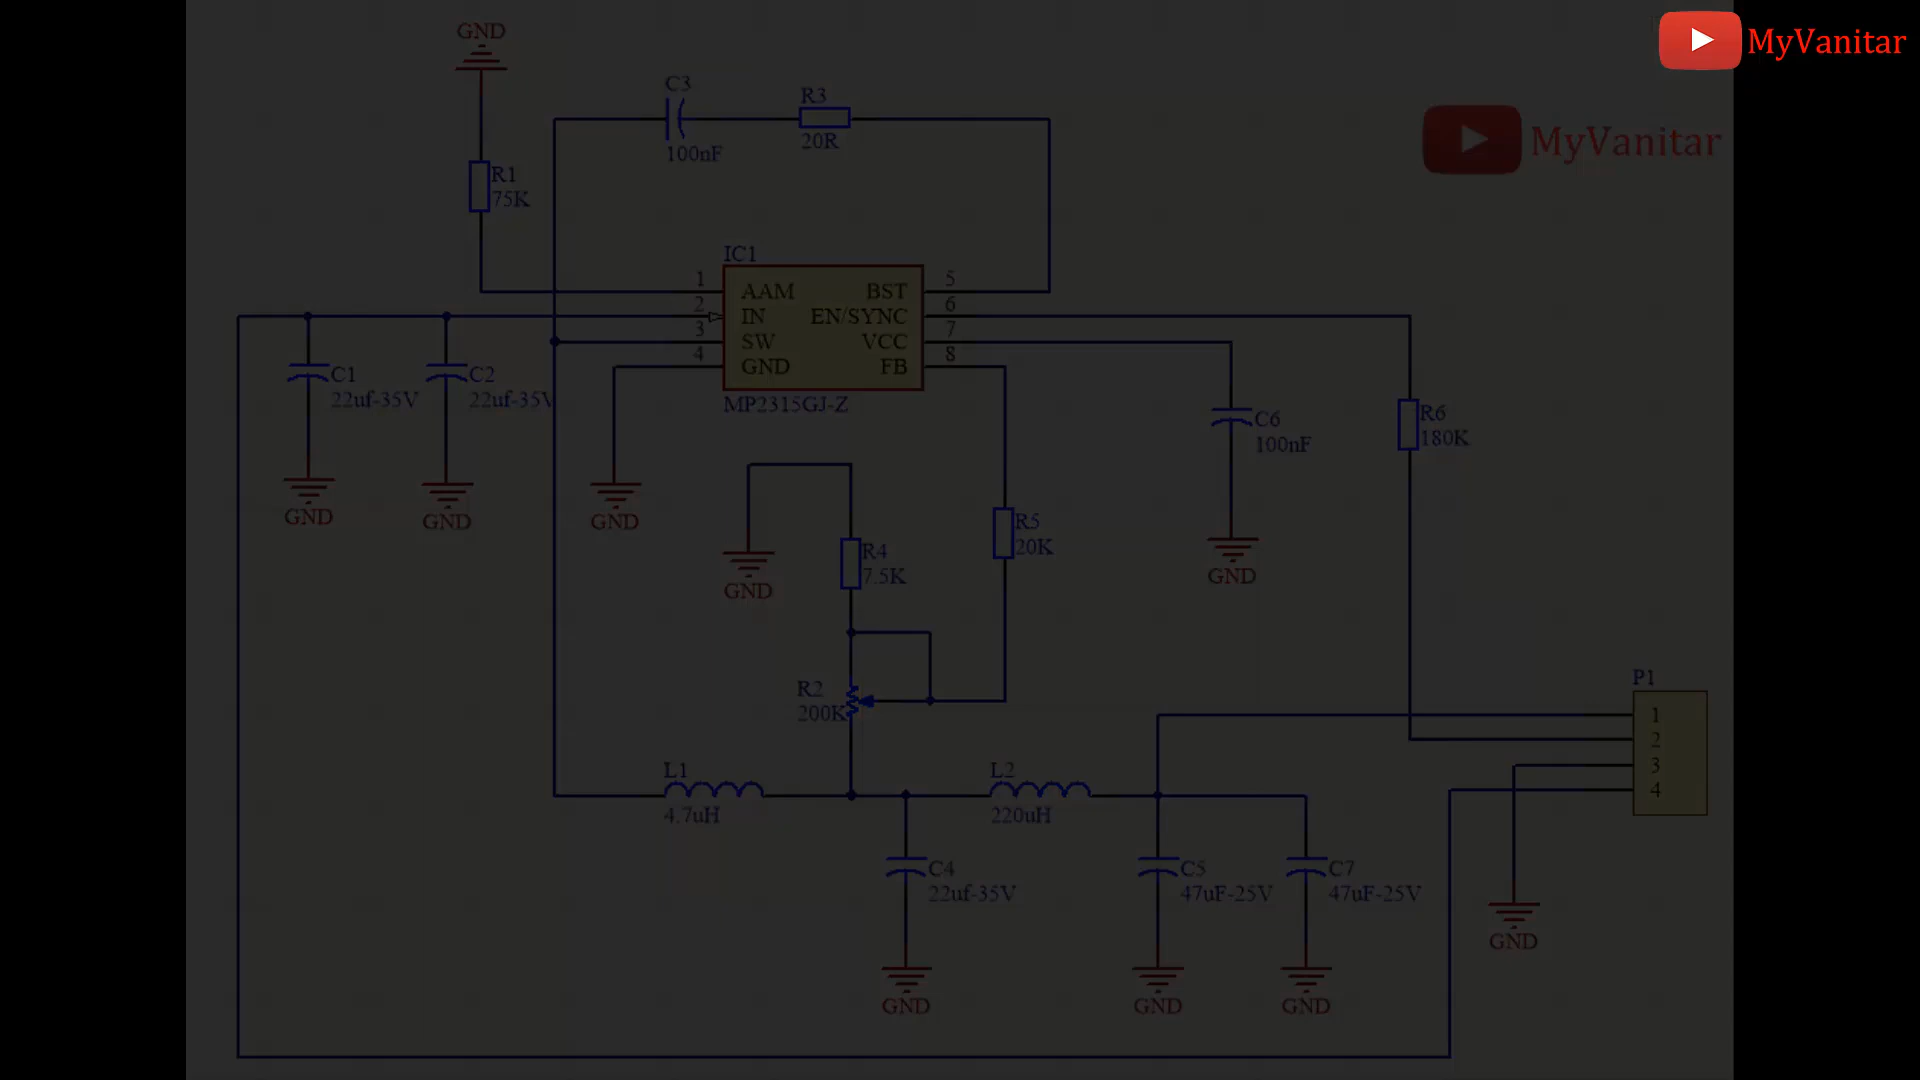 MyVanitar
MyVanitar
GND
C3
100nF
R3
20R
R1
75K
IC1
1
2
3
4
AAM
IN
SW
GND
BST
EN/SYNC
VCC
FB
5
6
7
8
MP2315GJ-Z
C1
22uf-35V
C2
22uf-35V
GND
GND
GND
C6
100nF
GND
R6
180K
R5
20K
R4
7.5K
GND
R2
200K
P1
1
2
3
4
L1
4.7uH
L2
220uH
C4
22uf-35V
C5
47uF-25V
C7
47uF-25V
GND
GND
GND
GND